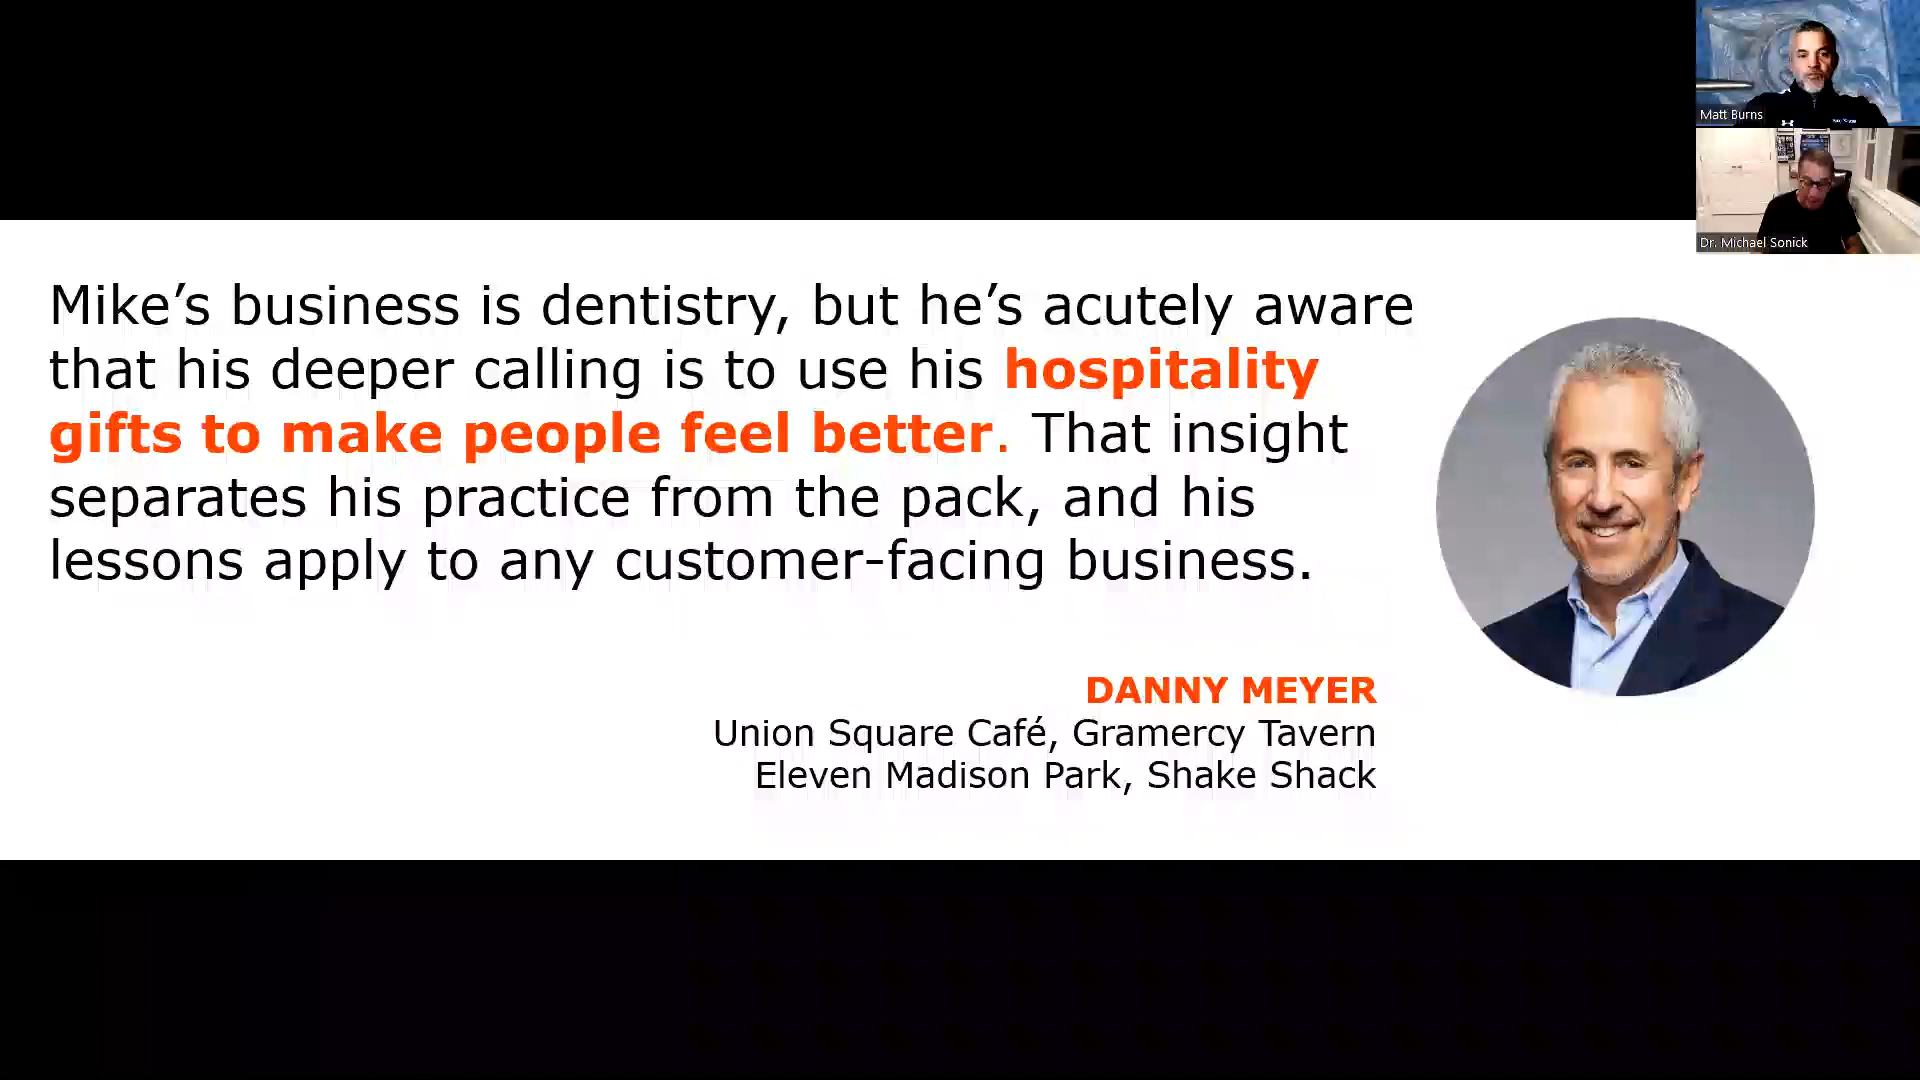 Matt Burns
Dr. Michael Sonick
Mike’s business is dentistry, but he’s acutely aware
that his deeper calling is to use his hospitality
gifts to make people feel better. That insight
separates his practice from the pack, and his
lessons apply to any customer-facing business.
DANNY MEYER
Union Square Café, Gramercy Tavern
Eleven Madison Park, Shake Shack